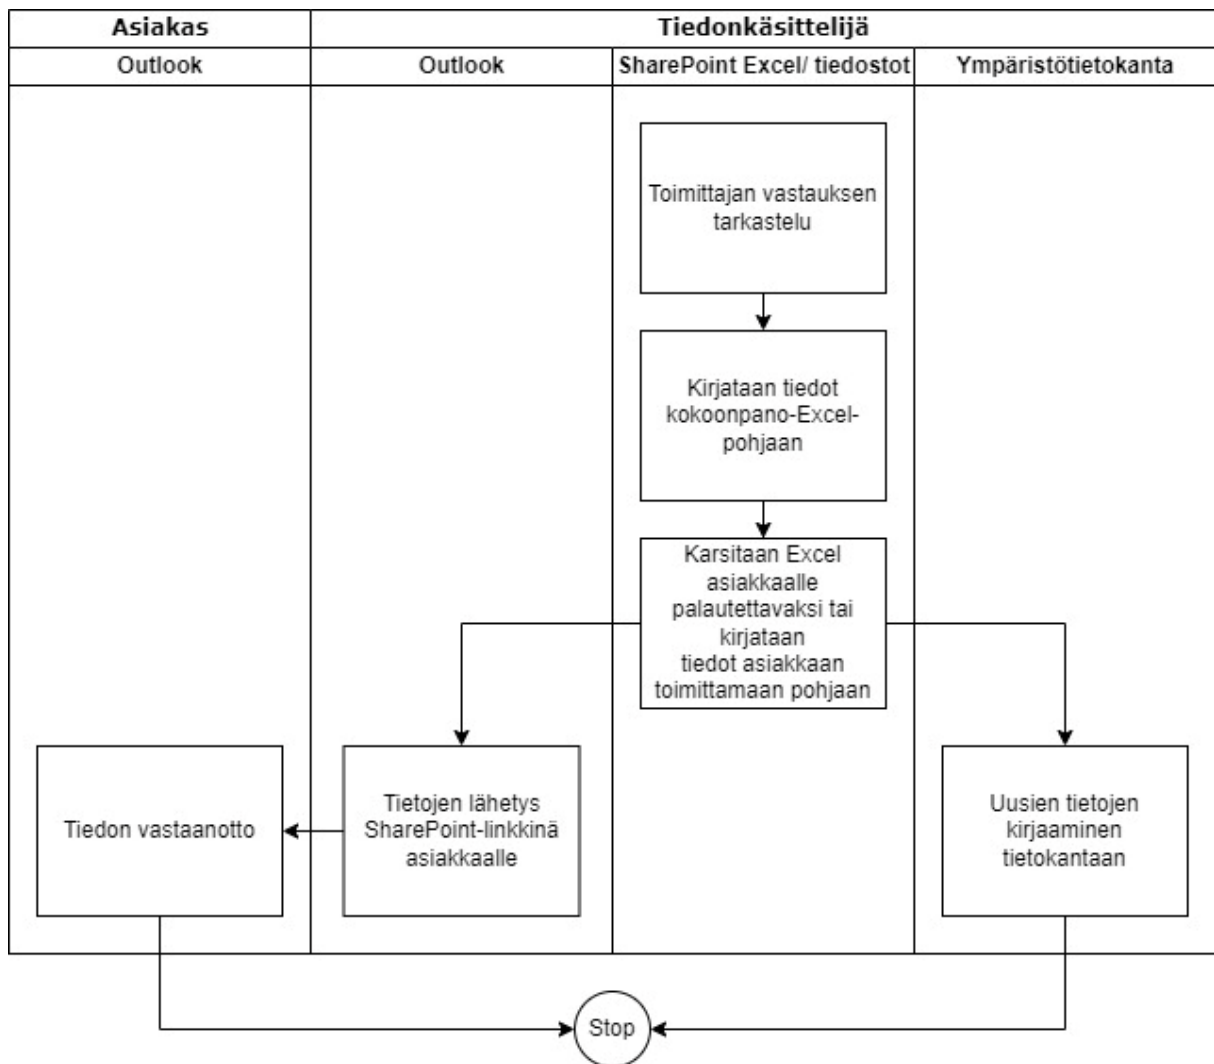 Asiakas
Tiedonkäsittelijä
Outlook
Outlook
SharePoint Excel/ tiedostot
Ympäristötietokanta
Toimittajan vastauksen
tarkastelu
Kirjataan tiedot
kokoonpano-Excel-
pohjaan
Karsitaan Excel
asiakkaalle
palautettavaksi tai
kirjataan
tiedot asiakkaan
toimittamaan pohjaan
Tiedon vastaanotto
Tietojen lähetys
SharePoint-linkkinä
asiakkaalle
Uusien tietojen
kirjaaminen
tietokantaan
Stop